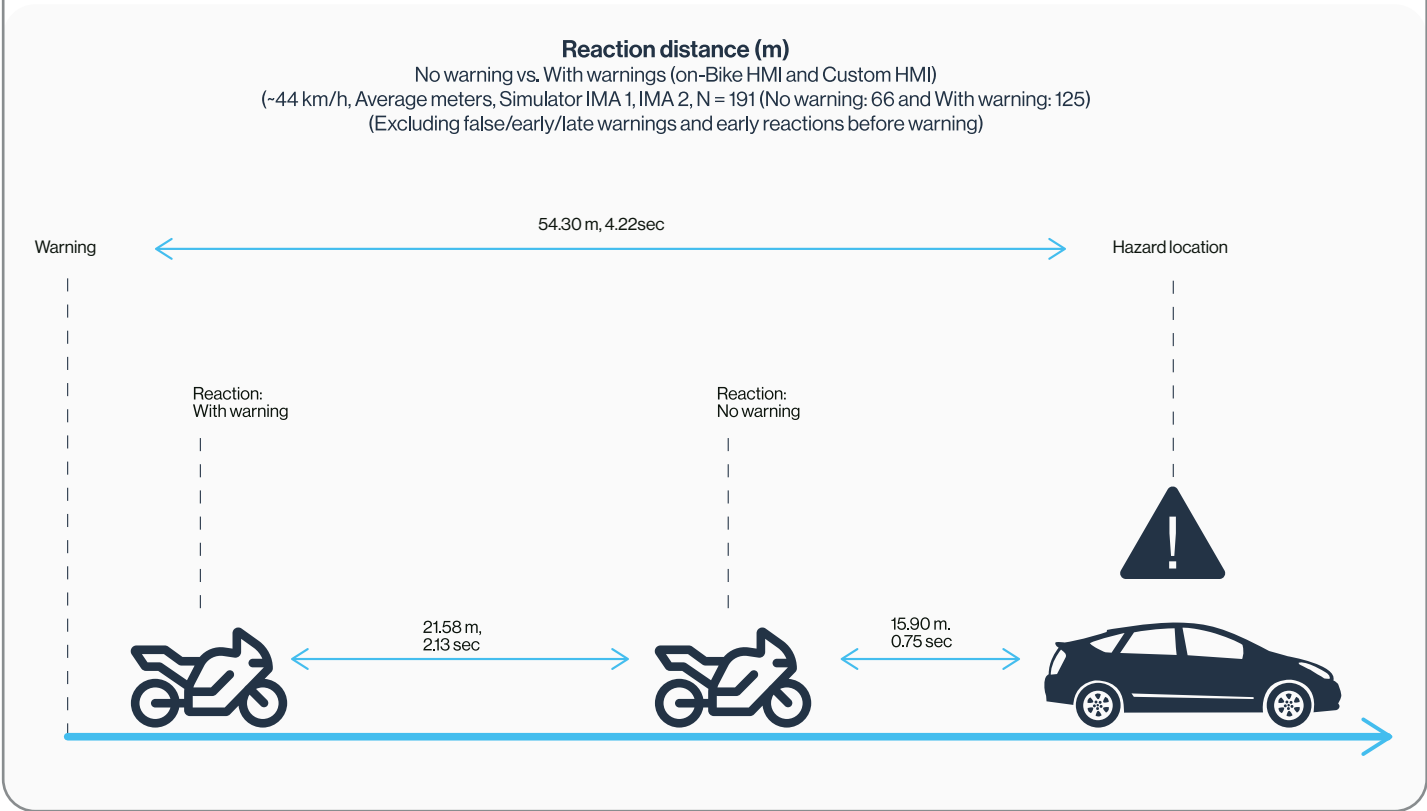 Reaction distance (m)
No warning vs. With warnings (on-Bike HMI and Custom HMI)
(~44 km/h, Average meters, Simulator IMA 1, IMA 2, N = 191 (No warning: 66 and With warning: 125)
(Excluding false/early/late warnings and early reactions before warning)
54.30 m, 4.22sec
Warning
Hazard location
Reaction:
With warning
Reaction:
No warning
21.58 m,
2.13 sec
15.90 m.
0.75 sec
!